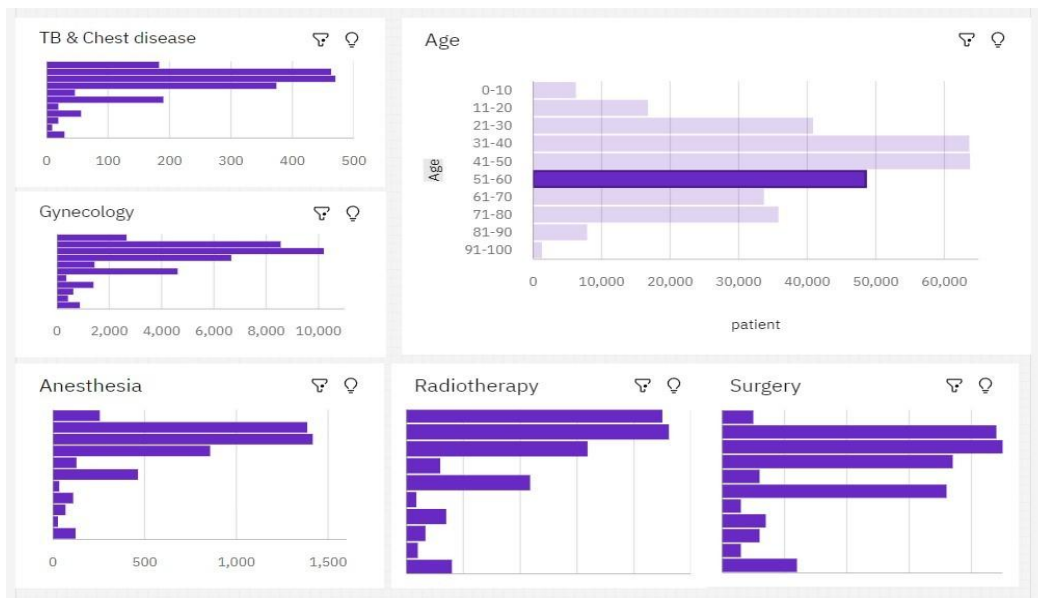 TB & Chest disease
0 100 200 300 400 500
Gynecology
0 2,000 4,000 6,000 8,000 10,000
Age
Age
0-10
11-20
21-30
31-40
41-50
51-60
61-70
71-80
81-90
91-100
0 10,000 20,000 30,000 40,000 50,000 60,000
patient
Anesthesia
0 500 1,000 1,500
Radiotherapy
Surgery